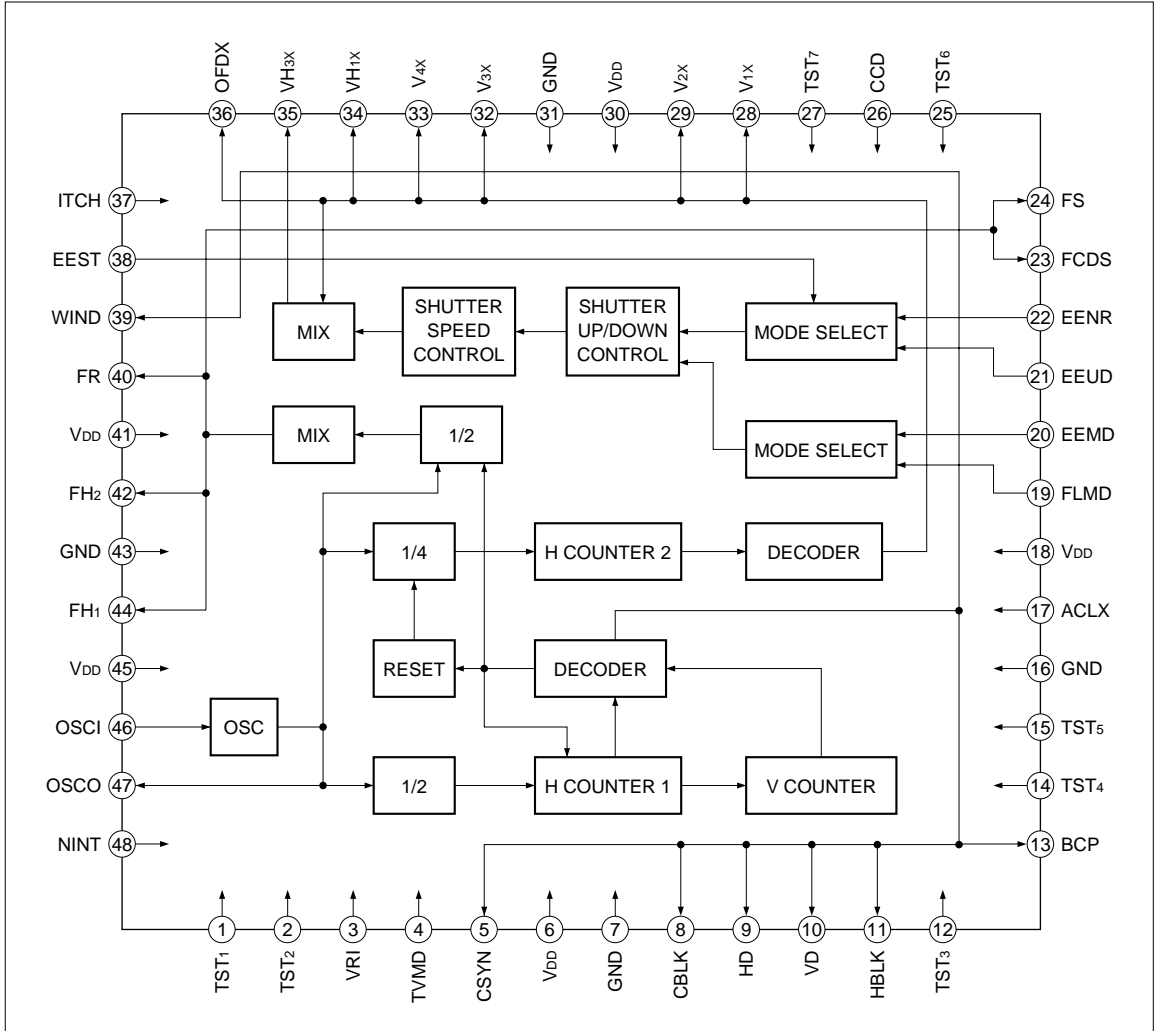 OFDX
VH3X
VH1X
V4X
V3X
GND
VDD
V2X
V1X
TST7
CCD
TST6
36
35
34
33
32
31
30
29
28
27
26
25
ITCH 37
24 FS
EEST 38
23 FCDS
WIND 39
MIX
SHUTTER
SPEED
CONTROL
SHUTTER
UP/DOWN
CONTROL
MODE SELECT
22 EENR
FR 40
21 EEUD
VDD 41
MIX
1/2
MODE SELECT
20 EEMD
FH2 42
19 FLMD
GND 43
1/4
H COUNTER 2
DECODER
18 VDD
FH1 44
17 ACLX
VDD 45
RESET
DECODER
16 GND
OSCI 46
OSC
15 TST5
OSCO 47
1/2
H COUNTER 1
V COUNTER
14 TST4
NINT 48
13 BCP
1
2
3
4
5
6
7
8
9
10
11
12
TST1
TST2
VRI
TVMD
CSYN
VDD
GND
CBLK
HD
VD
HBLK
TST3